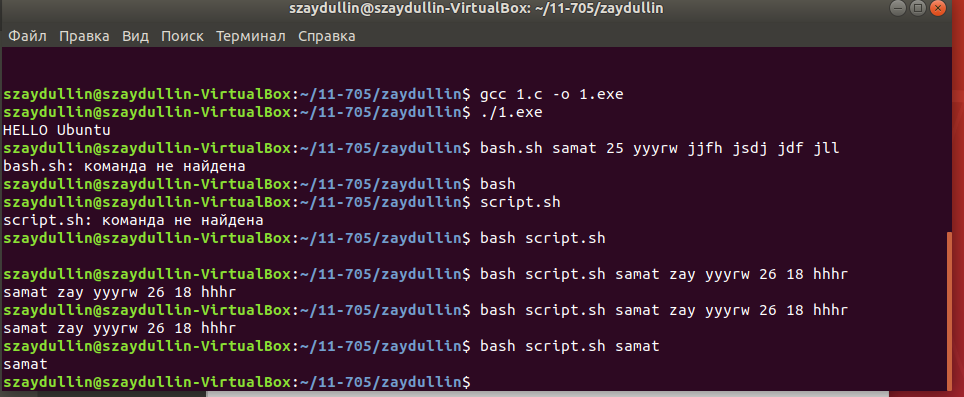 szaydullin@szaydullin-VirtualBox: ~/11-705/zaydullin
Файл Правка Вид Поиск Терминал Справка
szaydullin@szaydullin-VirtualBox:~/11-705/zaydullin$ gcc 1.c -o 1.exe
szaydullin@szaydullin-VirtualBox:~/11-705/zaydullin$ ./1.exe
HELLO Ubuntu
szaydullin@szaydullin-VirtualBox:~/11-705/zaydullin$ bash.sh samat 25 yyyrw jjfh jsdj jdf jll
bash.sh: команда не найдена
szaydullin@szaydullin-VirtualBox:~/11-705/zaydullin$ bash
szaydullin@szaydullin-VirtualBox:~/11-705/zaydullin$ script.sh
script.sh: команда не найдена
szaydullin@szaydullin-VirtualBox:~/11-705/zaydullin$ bash script.sh
szaydullin@szaydullin-VirtualBox:~/11-705/zaydullin$ bash script.sh samat zay yyyrw 26 18 hhhr
samat zay yyyrw 26 18 hhhr
szaydullin@szaydullin-VirtualBox:~/11-705/zaydullin$ bash script.sh samat zay yyyrw 26 18 hhhr
samat zay yyyrw 26 18 hhhr
szaydullin@szaydullin-VirtualBox:~/11-705/zaydullin$ bash script.sh samat
samat
szaydullin@szaydullin-VirtualBox:~/11-705/zaydullin$